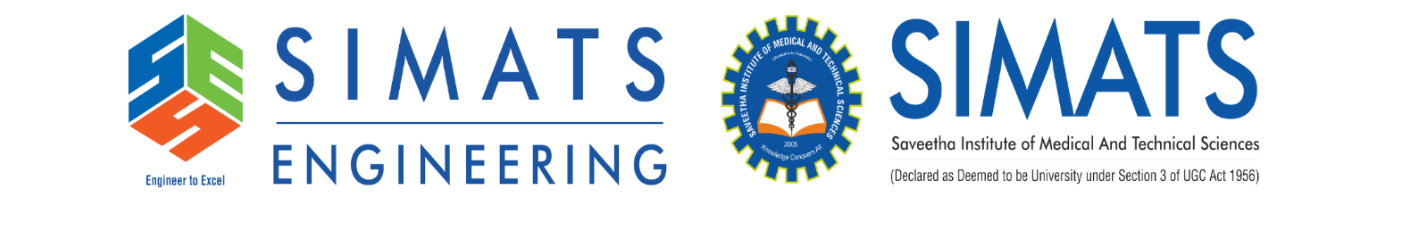 SES
Engineer to Excel
SIMATS
ENGINEERING
SAVEETHA INSTITUTE OF MEDICAL AND TECHNICAL SCIENCES
2005
Knowledge Conquers All
SIMATS
Saveetha Institute of Medical And Technical Sciences
(Declared as Deemed to be University under Section 3 of UGC Act 1956)